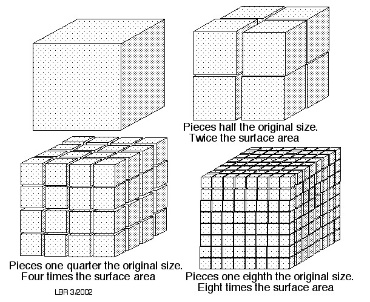 Pieces half the original size.
Twice the surface area
Pieces one quarter the original size.
Four times the surface area
LBR 3/2002
Pieces one eighth the original size.
Eight times the surface area